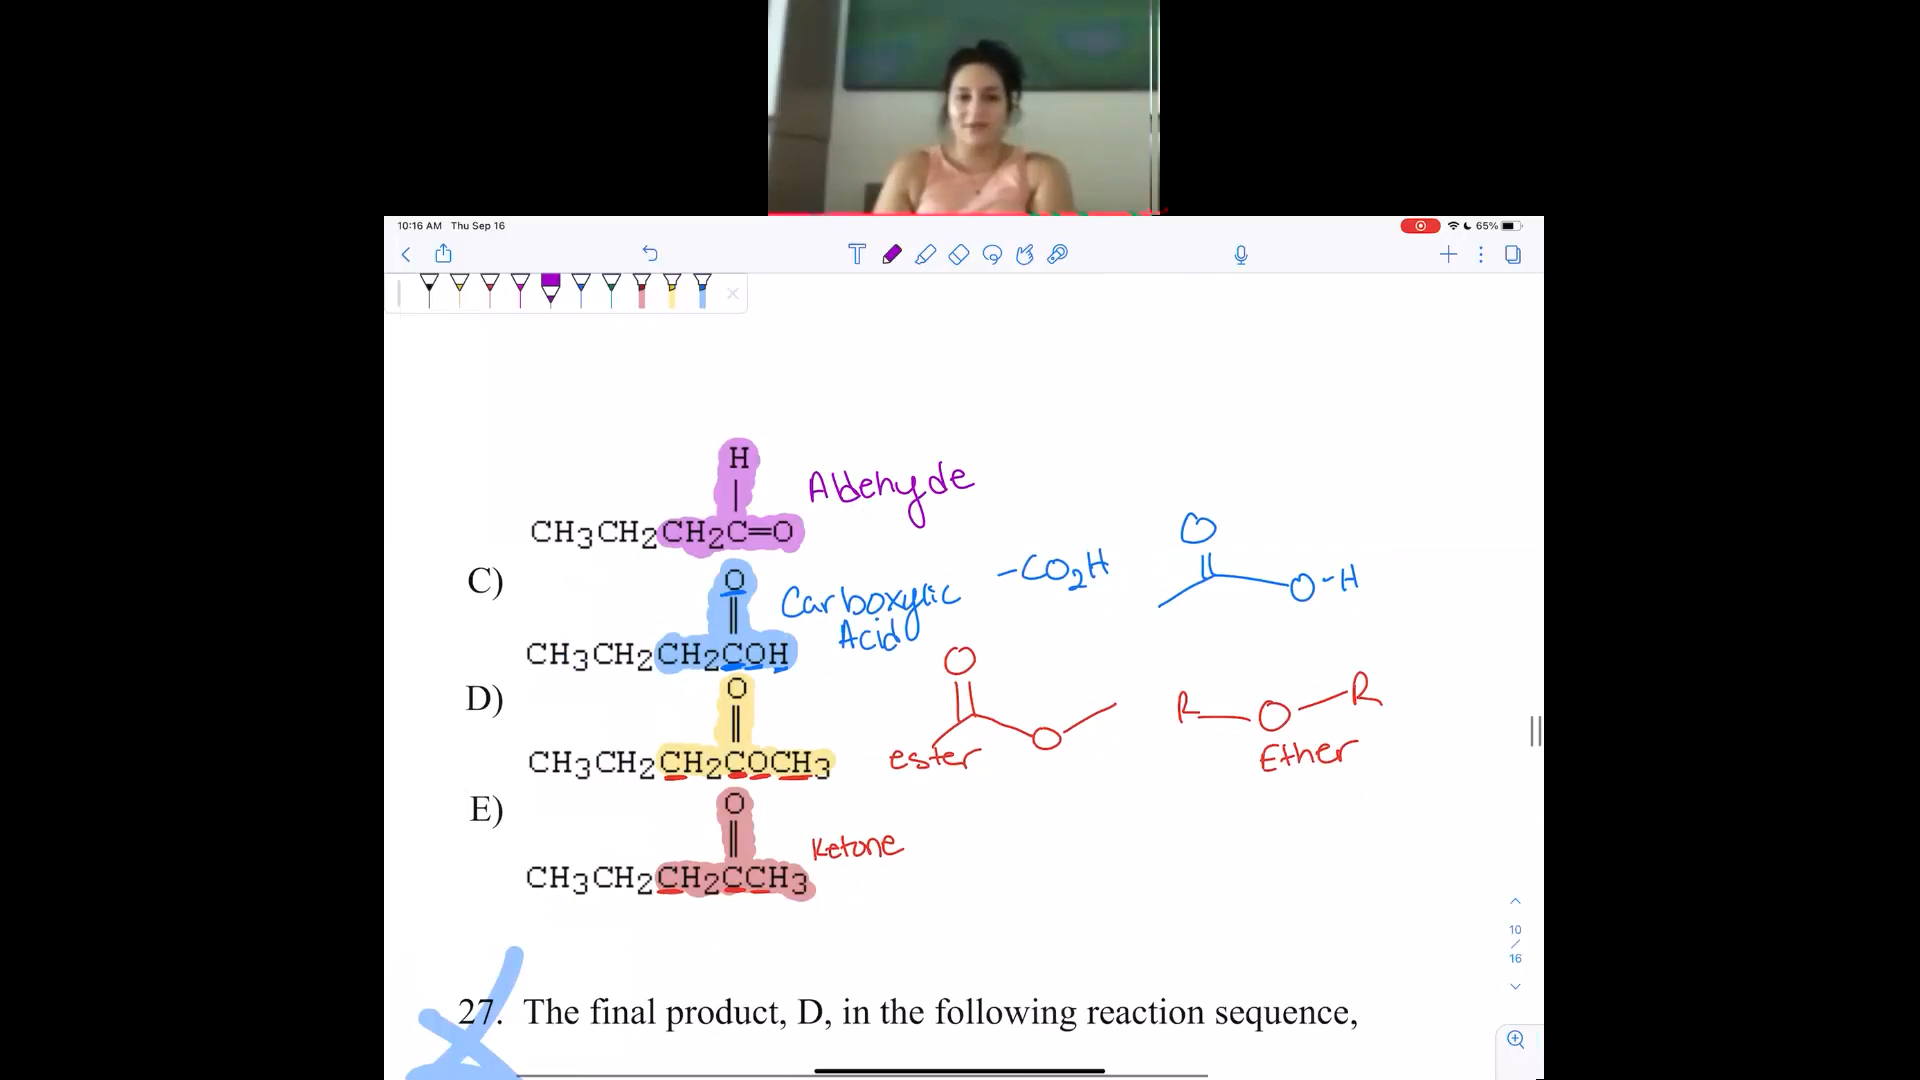 10:16 AM Thu Sep 16
65%
T
H
|
Aldehyde
CH3CH2CH2C=O
O
-CO2H
C)
O
O-H
||
Carboxylic
Acid
CH3CH2CH2COH
O
D)
O
R
||
R
O
O
CH3CH2CH2COCH3
ester
Ether
E)
O
||
Ketone
CH3CH2CH2CCH3
10
/
16
27. The final product, D, in the following reaction sequence,